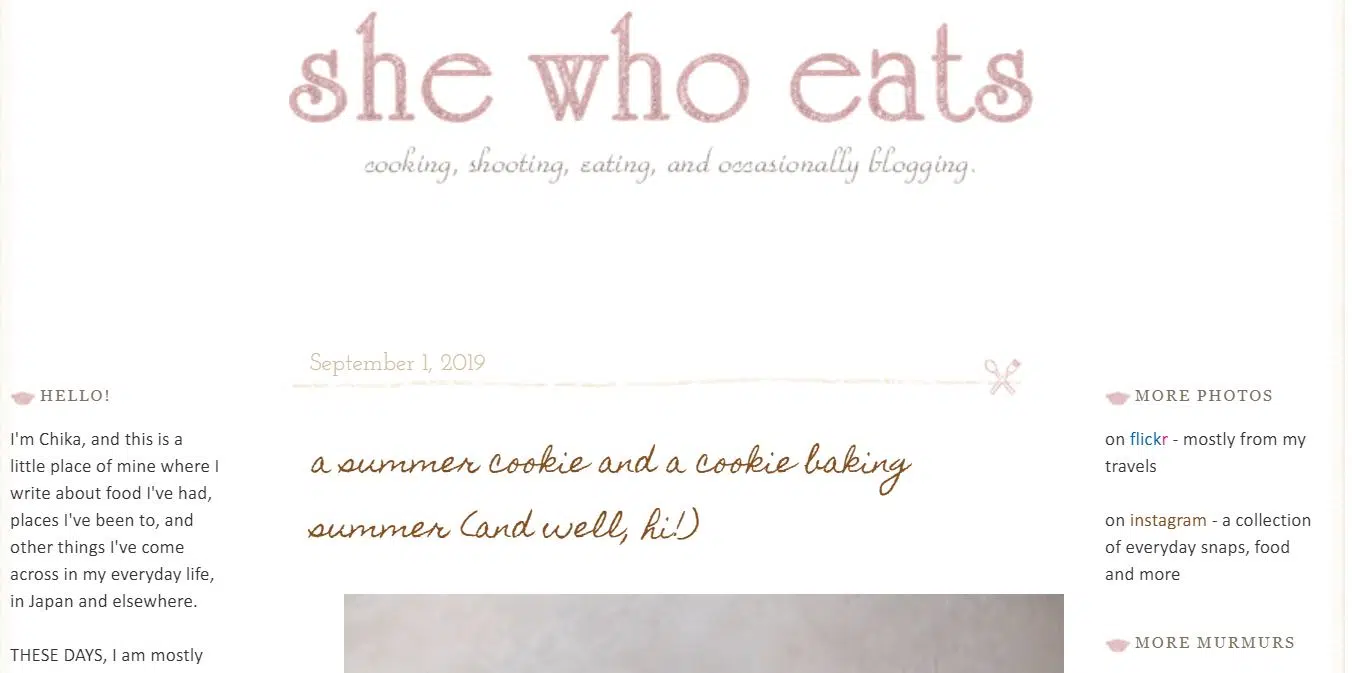 she who eats
cooking, shooting, eating, and occasionally blogging.
HELLO!
I'm Chika, and this is a
little place of mine where I
write about food I've had,
places I've been to, and
other things I've come
across in my everyday life,
in Japan and elsewhere.
THESE DAYS, I am mostly
September 1, 2019
a summer cookie and a cookie baking
summer (and well, hi!)
MORE PHOTOS
on flickr - mostly from my
travels
on instagram - a collection
of everyday snaps, food
and more
MORE MURMURS